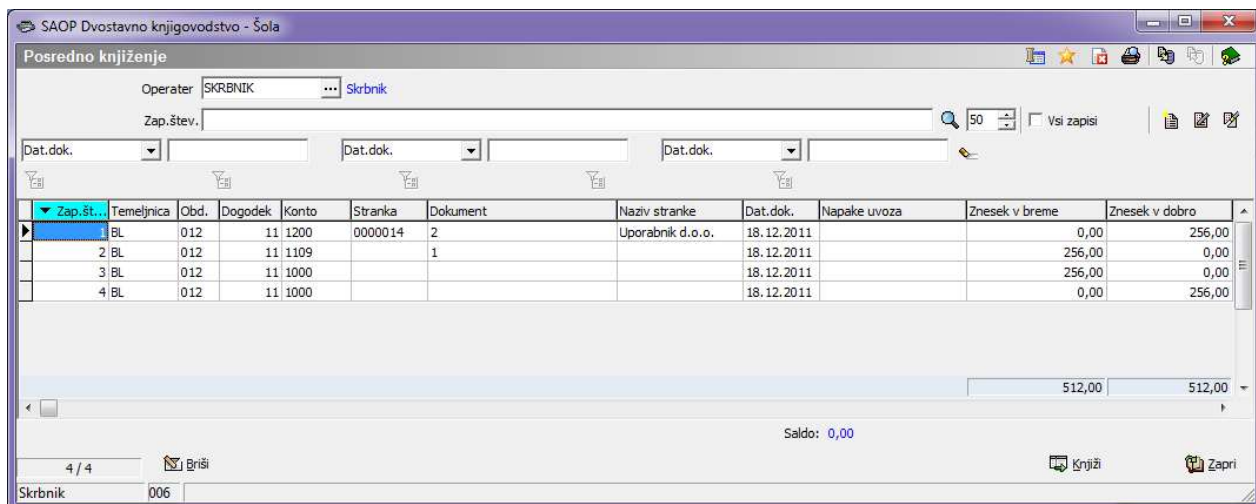 SAOP Dvostavno knjigovodstvo - Šola
Posredno knjiženje
Operater SKRBNIK ... Skrbnik
Zap.štev. 50 Vsi zapisi
Dat.dok. Dat.dok. Dat.dok.
Zap.št... Temeljnica Obd. Dogodek Konto Stranka Dokument Naziv stranke Dat.dok. Napake uvoza Znesek v breme Znesek v dobro
1 BL 012 11 1200 0000014 2 Uporabnik d.o.o. 18.12.2011 0,00 256,00
2 BL 012 11 1109 1 18.12.2011 256,00 0,00
3 BL 012 11 1000 18.12.2011 256,00 0,00
4 BL 012 11 1000 18.12.2011 0,00 256,00
512,00 512,00
Saldo: 0,00
4 / 4 Briši Knjiži Zapri
Skrbnik 006